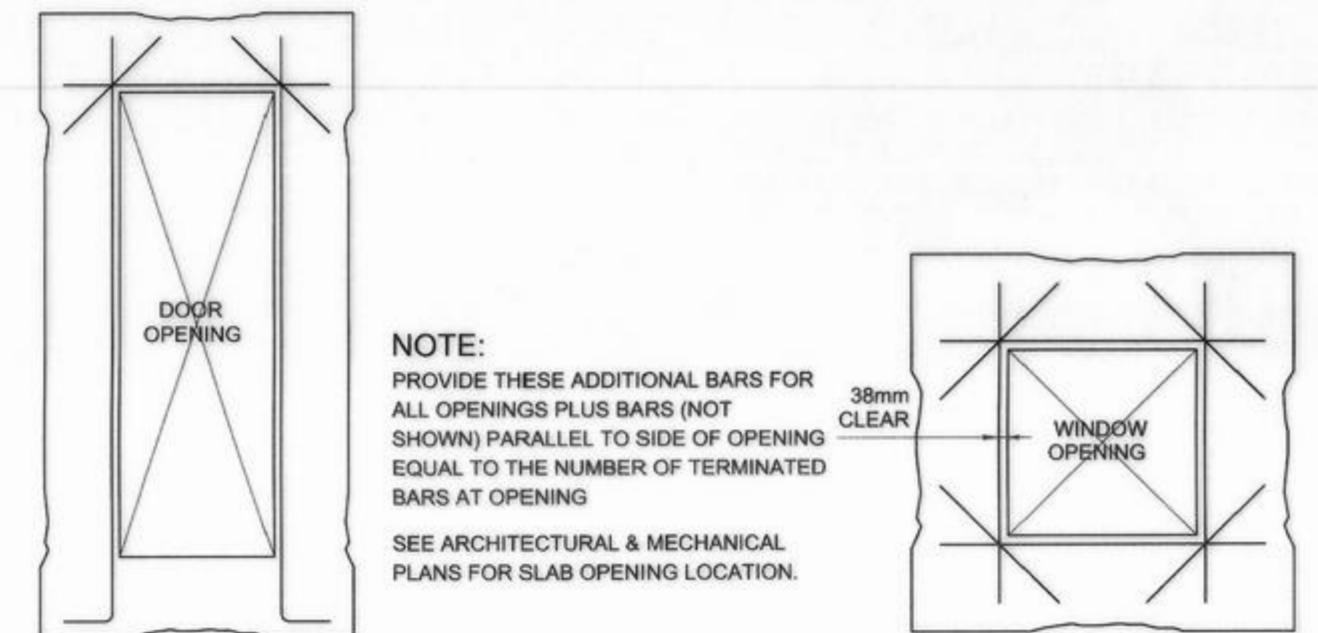 DOOR
OPENING
NOTE:
PROVIDE THESE ADDITIONAL BARS FOR
ALL OPENINGS PLUS BARS (NOT
SHOWN) PARALLEL TO SIDE OF OPENING
EQUAL TO THE NUMBER OF TERMINATED
BARS AT OPENING
SEE ARCHITECTURAL & MECHANICAL
PLANS FOR SLAB OPENING LOCATION.
38mm
CLEAR
WINDOW
OPENING